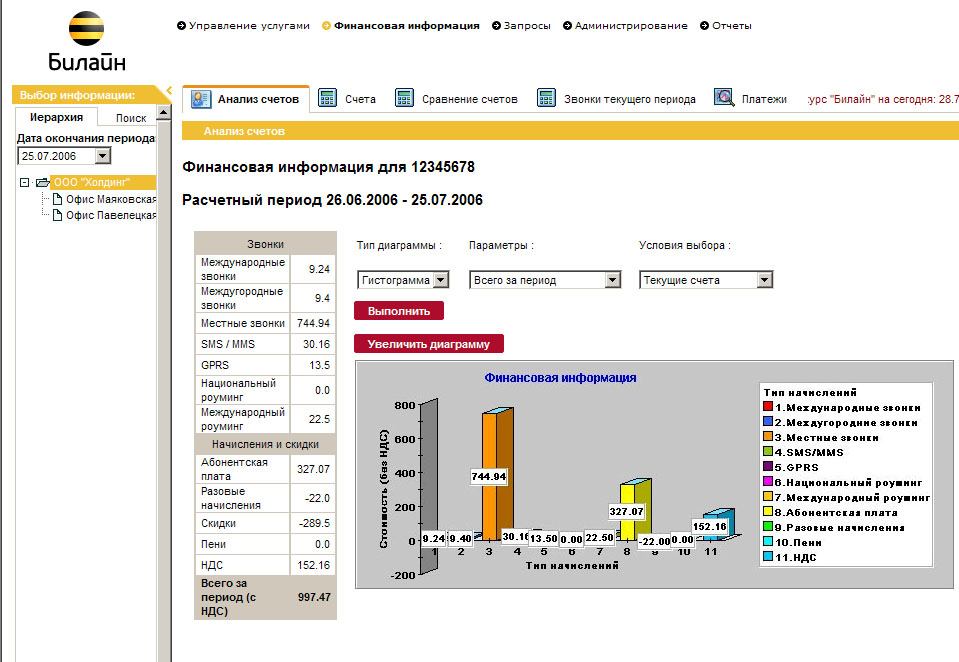 Управление услугами Финансовая информация Запросы Администрирование Отчеты
Билайн
Выбор информации:
Иерархия Поиск
Дата окончания периода
25.07.2006
ООО "Холдинг"
Офис Маяковская
Офис Павелецкая
Анализ счетов Счета Сравнение счетов Звонки текущего периода Платежи урс "Билайн" на сегодня: 28.7
Анализ счетов
Финансовая информация для 12345678
Расчетный период 26.06.2006 - 25.07.2006
Звонки
Международные звонки 9.24
Междугородные звонки 9.4
Местные звонки 744.94
SMS / MMS 30.16
GPRS 13.5
Национальный роуминг 0.0
Международный роуминг 22.5
Начисления и скидки
Абонентская плата 327.07
Разовые начисления -22.0
Скидки -289.5
Пени 0.0
НДС 152.16
Всего за период (с НДС) 997.47
Тип диаграммы : Параметры : Условия выбора :
Гистограмма Всего за период Текущие счета
Выполнить
Увеличить диаграмму
Финансовая информация
Стоимость (без НДС)
800
600
400
200
0
-200
9.24 9.40 744.94 30.16 13.50 0.00 22.50 327.07 -22.00 0.00 152.16
1 2 3 4 5 6 7 8 9 10 11
Тип начислений
Тип начислений
1.Международные звонки
2.Междугородние звонки
3.Местные звонки
4.SMS/MMS
5.GPRS
6.Национальный роуминг
7.Международный роуминг
8.Абонентская плата
9.Разовые начисления
10.Пени
11.НДС